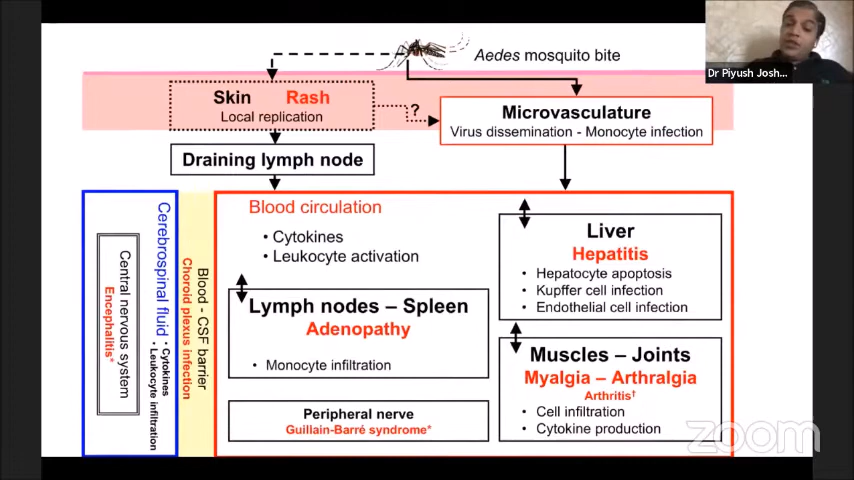 Aedes mosquito bite
Dr Piyush Josh...
Skin Rash
Local replication
?
Microvasculature
Virus dissemination - Monocyte infection
Draining lymph node
Blood circulation
• Cytokines
• Leukocyte activation
Lymph nodes – Spleen
Adenopathy
• Monocyte infiltration
Peripheral nerve
Guillain-Barré syndrome*
Liver
Hepatitis
• Hepatocyte apoptosis
• Kupffer cell infection
• Endothelial cell infection
Muscles – Joints
Myalgia – Arthralgia
Arthritis†
• Cell infiltration
• Cytokine production
Blood - CSF barrier
Choroid plexus infection
Cerebrospinal fluid
• Cytokines
• Leukocyte infiltration
Central nervous system
Encephalitis*
zoom